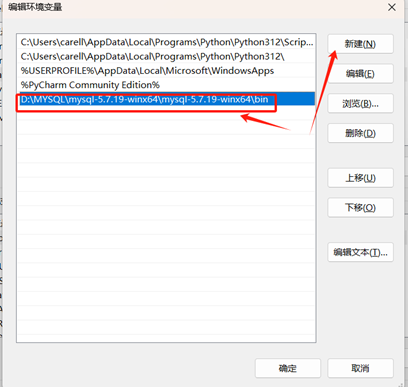 编辑环境变量
C:\Users\carell\AppData\Local\Programs\Python\Python312\Scrip...
C:\Users\carell\AppData\Local\Programs\Python\Python312\
%USERPROFILE%\AppData\Local\Microsoft\WindowsApps
%PyCharm Community Edition%
D:\MYSQL\mysql-5.7.19-winx64\mysql-5.7.19-winx64\bin
新建(N)
编辑(E)
浏览(B)...
删除(D)
上移(U)
下移(O)
编辑文本(T)...
确定
取消